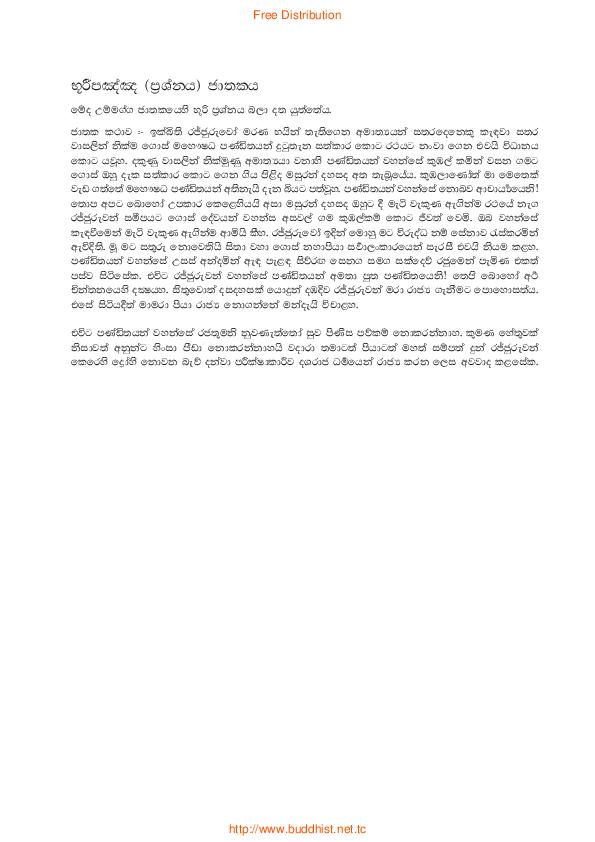 Free Distribution
භූරිපඤ්ඤ (ප්‍රශ්නය) ජාතකය
මේද උම්මග්ග ජාතකයෙහි භූරි ප්‍රශ්නය බලා දත යුත්තේය.
ජාතක කථාව :- ඉක්බිති රජ්ජුරුවෝ මරණ භයින් තැතිගෙන අමාත්‍යයන් සතරදෙනෙකු කැඳවා සතර
වාසලින් නික්ම ගොස් මහෞෂධ පණ්ඩිතයන් දුටුතැන සත්කාර කොට රථයට නංවා ගෙන එවයි විධානය
කොට යවූහ. දකුණු වාසලින් නික්මුණු අමාත්‍යයා වනාහි පණ්ඩිතයන් වහන්සේ කුඹල් කමින් වසන ගමට
ගොස් ඔහු දැක සත්කාර කොට ගෙන ගිය පිළිද මසුරන් දහසද අත තැබූයේය. කුඹලාණෝත් මා මෙතෙක්
වැඩ ගත්තේ මහෞෂධ පණ්ඩිතයන් අතිනැයි දැන බියට පත්වූහ. පණ්ඩිතයන් වහන්සේ නොබව ආචාර්‍ය්‍යයෙනි!
තොප අපට බොහෝ උපකාර කෙළෙහියයි අසා මසුරන් දහසද ඔහුට දී මැටි වැකුණ ඇඟින්ම රථයේ නැග
රජ්ජුරුවන් සමීපයට ගොස් දේවයන් වහන්ස අසවල් ගම කුඹල්කම් කොට ජීවත් වෙමි. ඔබ වහන්සේ
කැඳවීමෙන් මැටි වැකුණ ඇඟින්ම ආමියි කීහ. රජ්ජුරුවෝ ඉදින් මොහු මට විරුද්ධ නම් සේනාව රැස්කරමින්
ඇවිදිති. මූ මට සතුරු නොවෙතියි සිතා වහා ගොස් නහාපියා සර්‍වාලංකාරයෙන් සැරසී එවයි නියම කළහ.
පණ්ඩිතයන් වහන්සේ උසස් අන්දමින් ඇඳ පැළඳ සිව්රඟ සෙනග සමග සක්දෙව් රජුමෙන් පැමිණ එකත්
පස්ව සිටිසේක. එවිට රජ්ජුරුවන් වහන්සේ පණ්ඩිතයන් අමතා පුත පණ්ඩිතයෙනි! තෙපි බොහෝ අර්‍ථ
චින්තනයෙහි දක්‍ෂයහ. සිතුවොත් දසදහසක් යොදුන් දඹදිව රජ්ජුරුවන් මරා රාජ්‍ය ගැනීමට පොහොසත්ය.
එසේ සිටියදීත් මාමරා පියා රාජ්‍ය නොගන්නේ මන්දැයි විචාළහ.
එවිට පණ්ඩිතයන් වහන්සේ රජතුමනි නුවණැත්තෝ සුව පිණිස පව්කම් නොකරන්නාහ. කුමණ හේතුවක්
නිසාවත් අනුන්ට හිංසා පීඩා නොකරන්නාහයි වදාරා තමාටත් පියාටත් මහත් සම්පත් දුන් රජ්ජුරුවන්
කෙරෙහි ද්‍රෝහි නොවන බැව් දන්වා පරීක්‍ෂාකාරීව දශරාජ ධර්‍මයෙන් රාජ්‍ය කරන ලෙස අවවාද කළසේක.
http://www.buddhist.net.tc